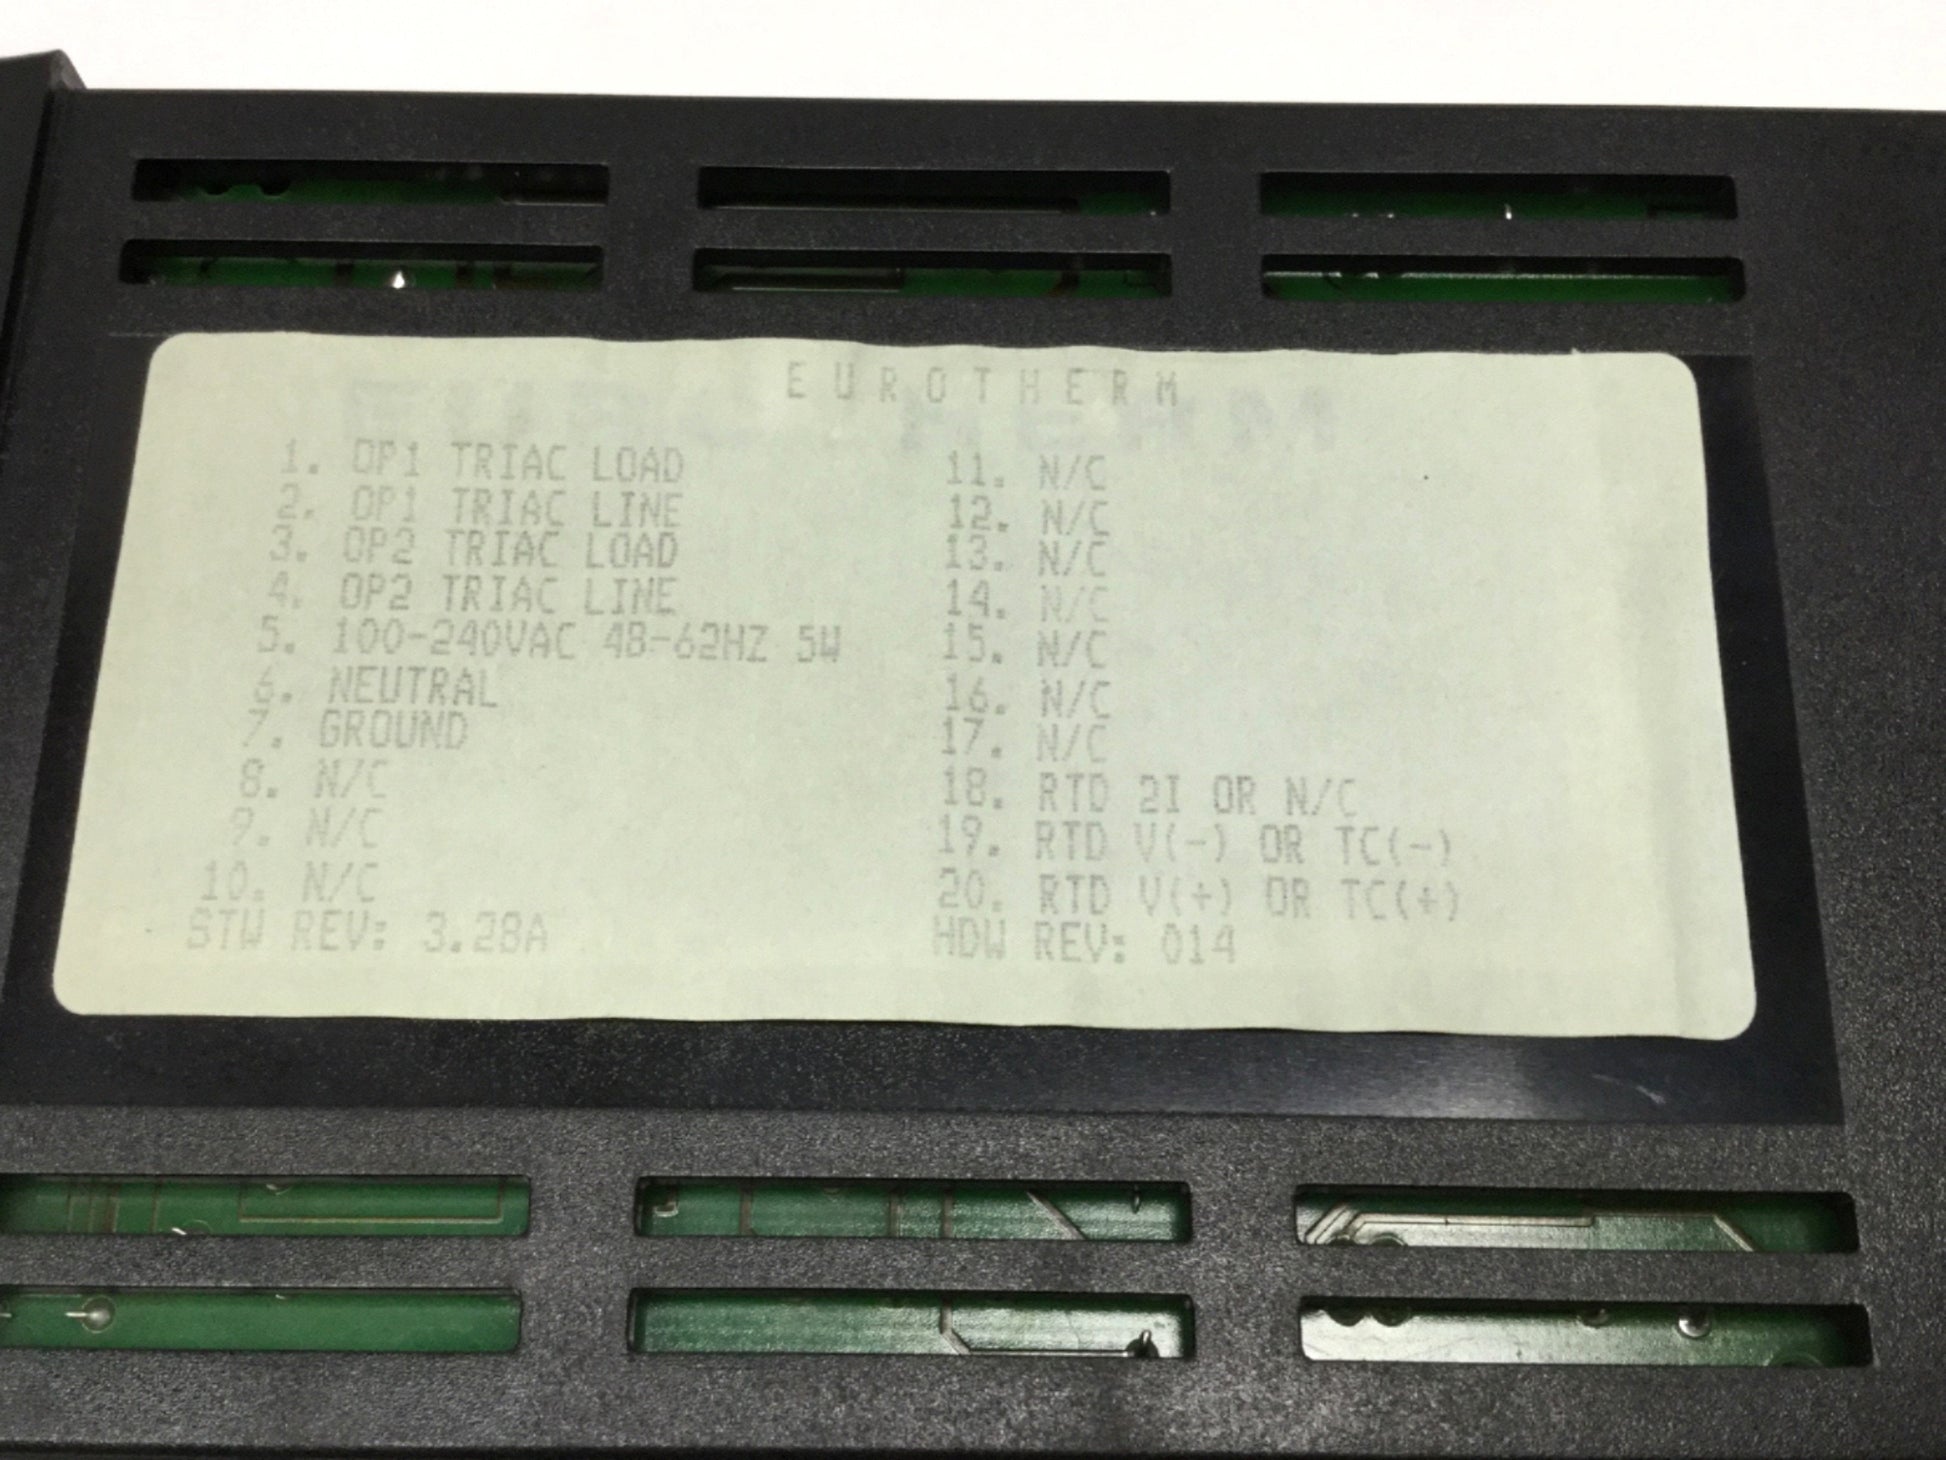 EUROTHERM
1. OP1 TRIAC LOAD
2. OP1 TRIAC LINE
3. OP2 TRIAC LOAD
4. OP2 TRIAC LINE
5. 100-240VAC 48-62HZ 5W
6. NEUTRAL
7. GROUND
8. N/C
9. N/C
10. N/C
STW REV: 3.28A
11. N/C
12. N/C
13. N/C
14. N/C
15. N/C
16. N/C
17. N/C
18. RTD 2I OR N/C
19. RTD V(-) OR TC(-)
20. RTD V(+) OR TC(+)
HDW REV: 014